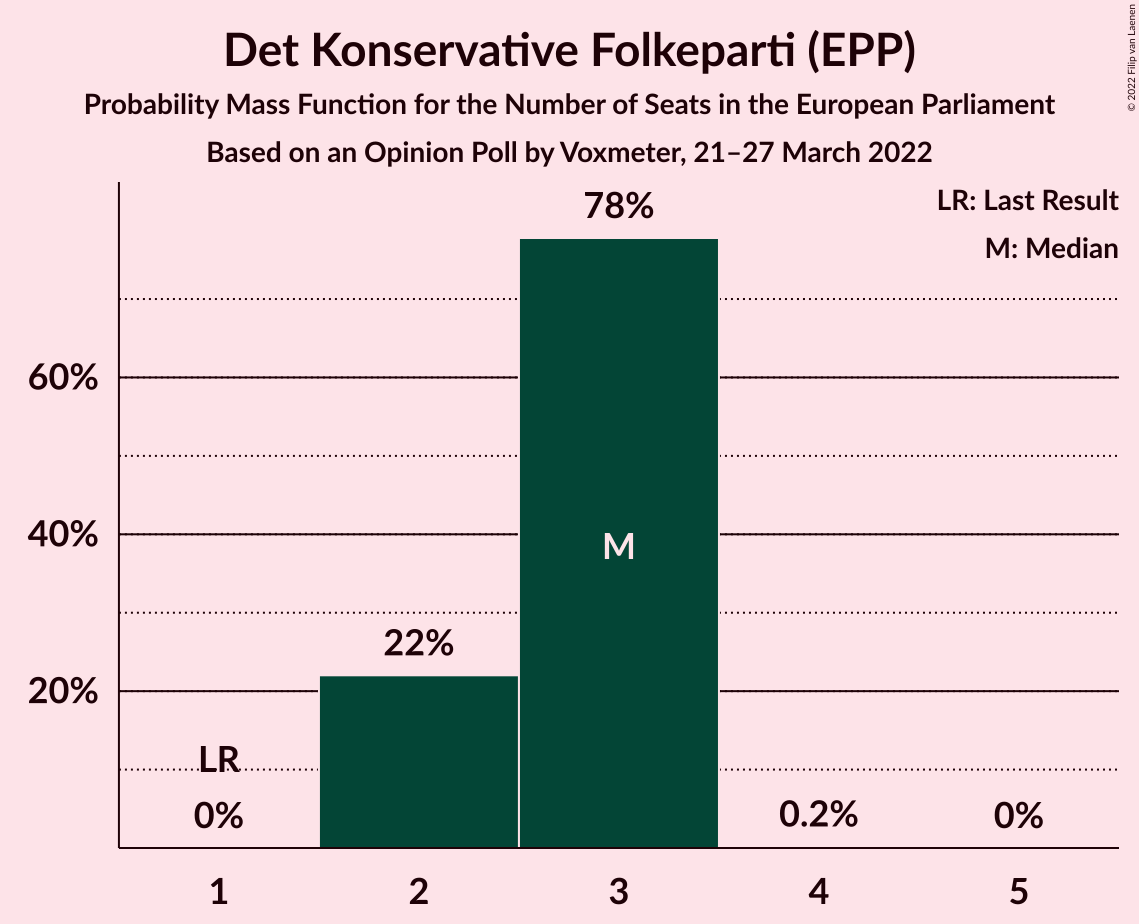 Det Konservative Folkeparti (EPP)
Probability Mass Function for the Number of Seats in the European Parliament
Based on an Opinion Poll by Voxmeter, 21–27 March 2022
© 2022 Filip van Laenen
LR: Last Result
M: Median
78%
60%
40%
M
22%
20%
LR
0%
0.2%
0%
1 2 3 4 5